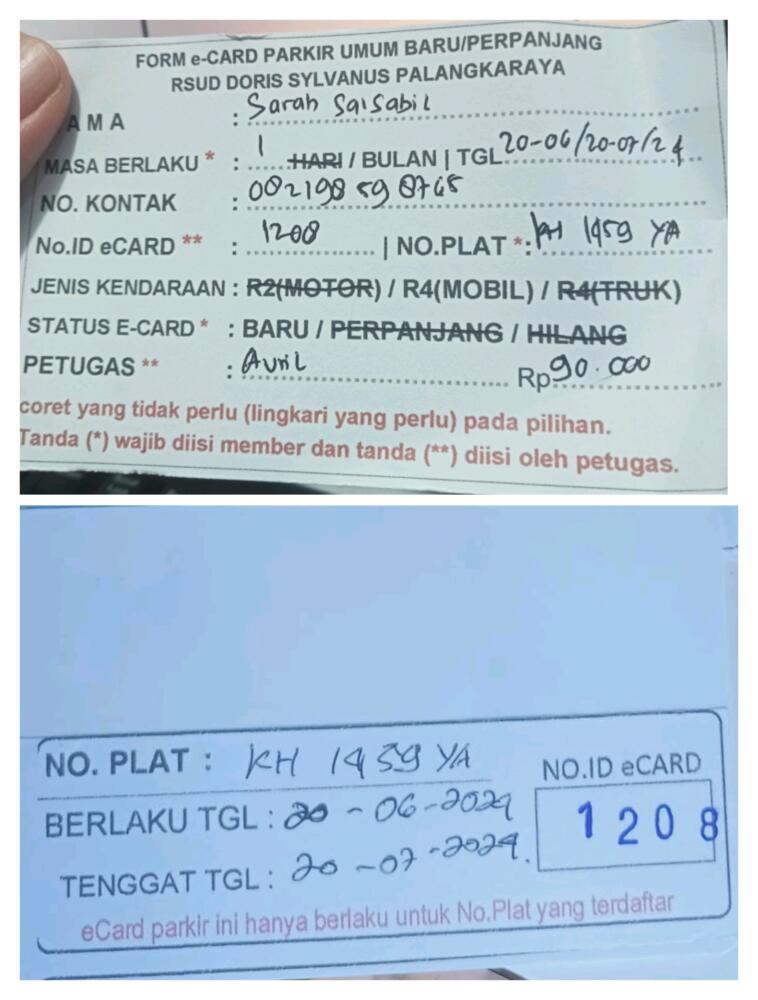 FORM e-CARD PARKIR UMUM BARU/PERPANJANG
RSUD DORIS SYLVANUS PALANGKARAYA
AMA : Sarah Salsabil
MASA BERLAKU * : 1 HARI / BULAN | TGL 20-06/20-07/24
NO. KONTAK : 082198598765
No.ID eCARD ** : 1208 | NO.PLAT *: KH 1459 YA
JENIS KENDARAAN : R2(MOTOR) / R4(MOBIL) / R4(TRUK)
STATUS E-CARD * : BARU / PERPANJANG / HILANG
PETUGAS ** : Avril Rp 90.000
coret yang tidak perlu (lingkari yang perlu) pada pilihan.
Tanda (*) wajib diisi member dan tanda (**) diisi oleh petugas.
NO. PLAT : KH 1459 YA
BERLAKU TGL : 20-06-2024
TENGGAT TGL : 20-07-2024.
NO.ID eCARD
1208
eCard parkir ini hanya berlaku untuk No.Plat yang terdaftar